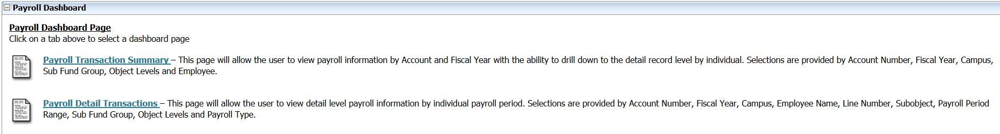 Payroll Dashboard
Payroll Dashboard Page
Click on a tab above to select a dashboard page
Payroll Transaction Summary – This page will allow the user to view payroll information by Account and Fiscal Year with the ability to drill down to the detail record level by individual. Selections are provided by Account Number, Fiscal Year, Campus,
Sub Fund Group, Object Levels and Employee.
Payroll Detail Transactions – This page will allow the user to view detail level payroll information by individual payroll period. Selections are provided by Account Number, Fiscal Year, Campus, Employee Name, Line Number, Subobject, Payroll Period
Range, Sub Fund Group, Object Levels and Payroll Type.